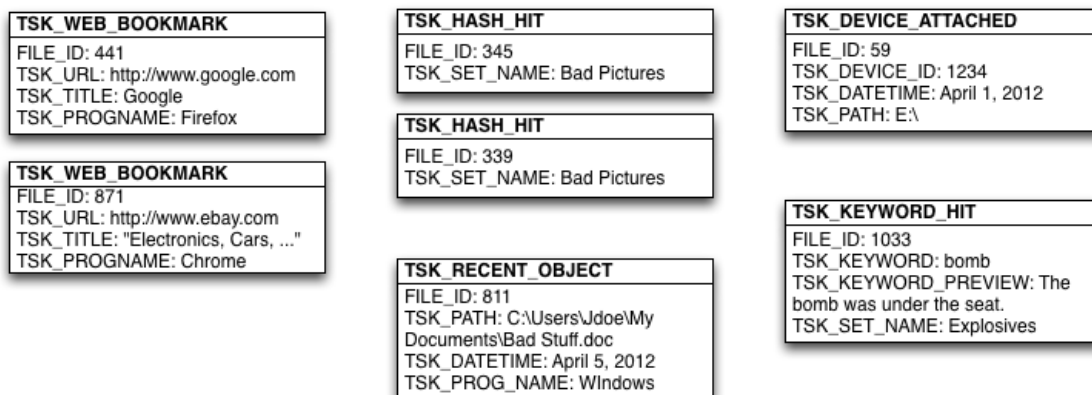 TSK_WEB_BOOKMARK
FILE_ID: 441
TSK_URL: http://www.google.com
TSK_TITLE: Google
TSK_PROGNAME: Firefox
TSK_WEB_BOOKMARK
FILE_ID: 871
TSK_URL: http://www.ebay.com
TSK_TITLE: "Electronics, Cars, ..."
TSK_PROGNAME: Chrome
TSK_HASH_HIT
FILE_ID: 345
TSK_SET_NAME: Bad Pictures
TSK_HASH_HIT
FILE_ID: 339
TSK_SET_NAME: Bad Pictures
TSK_RECENT_OBJECT
FILE_ID: 811
TSK_PATH: C:\Users\Jdoe\My
Documents\Bad Stuff.doc
TSK_DATETIME: April 5, 2012
TSK_PROG_NAME: WIndows
TSK_DEVICE_ATTACHED
FILE_ID: 59
TSK_DEVICE_ID: 1234
TSK_DATETIME: April 1, 2012
TSK_PATH: E:\
TSK_KEYWORD_HIT
FILE_ID: 1033
TSK_KEYWORD: bomb
TSK_KEYWORD_PREVIEW: The
bomb was under the seat.
TSK_SET_NAME: Explosives